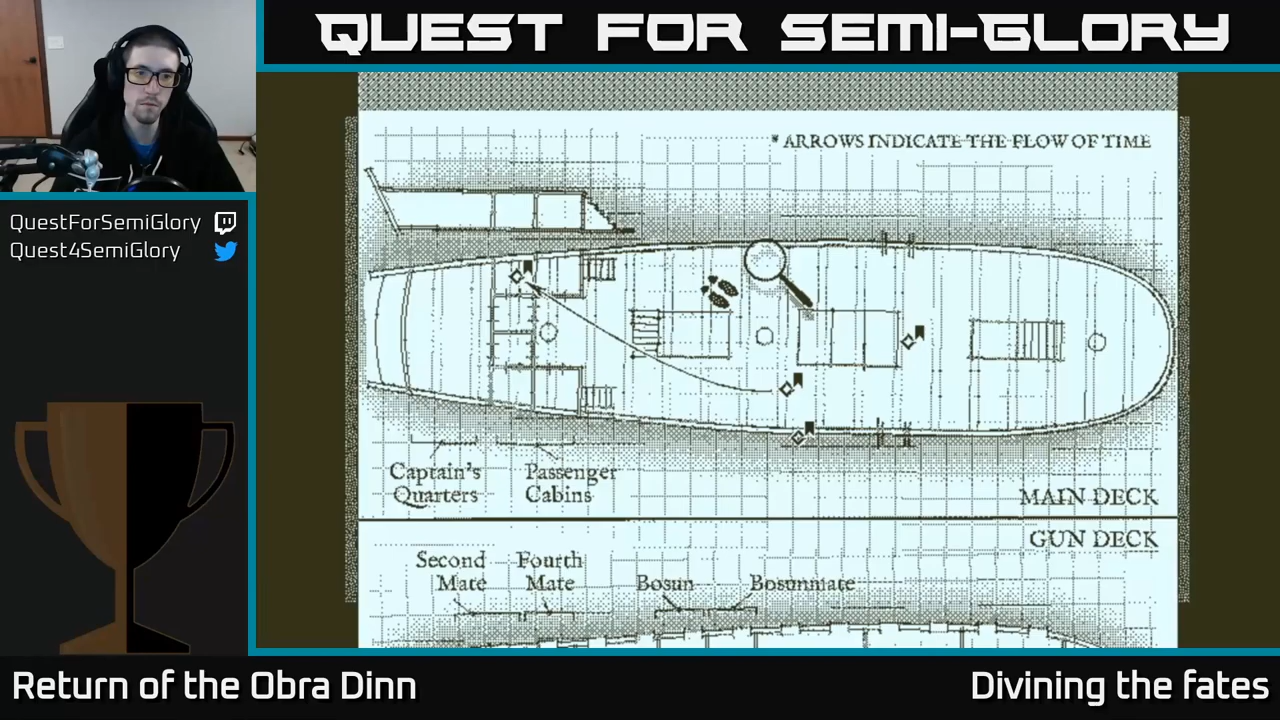 QUEST FOR SEMI-GLORY
QuestForSemiGlory
Quest4SemiGlory
* ARROWS INDICATE THE FLOW OF TIME
Captain's
Quarters
Passenger
Cabins
MAIN DECK
GUN DECK
Second
Mate
Fourth
Mate
Bosun
Bosunmate
Return of the Obra Dinn
Divining the fates